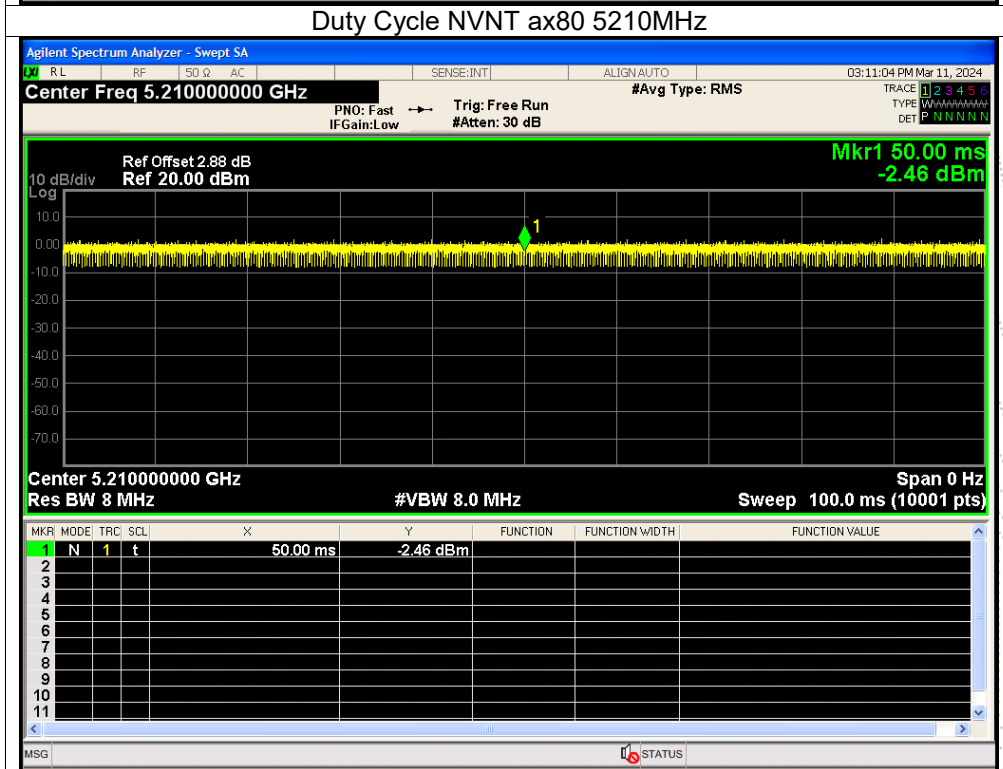 Duty Cycle NVNT ax80 5210MHz
Agilent Spectrum Analyzer - Swept SA
LXI RL RF 50 Ω AC SENSE:INT ALIGN AUTO 03:11:04 PM Mar 11, 2024
Center Freq 5.210000000 GHz #Avg Type: RMS TRACE 1 2 3 4 5 6
PNO: Fast Trig: Free Run TYPE WWWWWW
IFGain:Low #Atten: 30 dB DET P N N N N N
Mkr1 50.00 ms
Ref Offset 2.88 dB
10 dB/div Ref 20.00 dBm -2.46 dBm
Log
10.0
1
0.00
-10.0
-20.0
-30.0
-40.0
-50.0
-60.0
-70.0
Center 5.210000000 GHz Span 0 Hz
Res BW 8 MHz #VBW 8.0 MHz Sweep 100.0 ms (10001 pts)
MKR MODE TRC SCL X Y FUNCTION FUNCTION WIDTH FUNCTION VALUE
1 N 1 t 50.00 ms -2.46 dBm
2
3
4
5
6
7
8
9
10
11
MSG STATUS